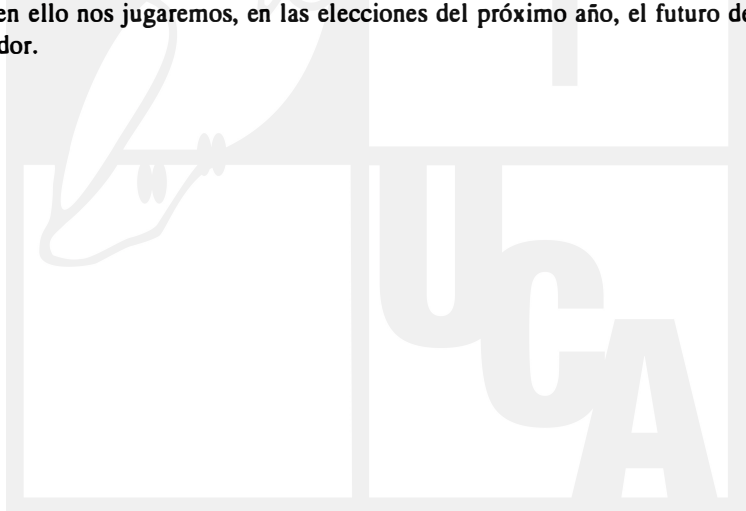 en ello nos jugaremos, en las elecciones del próximo año, el futuro de
dor.
UCA